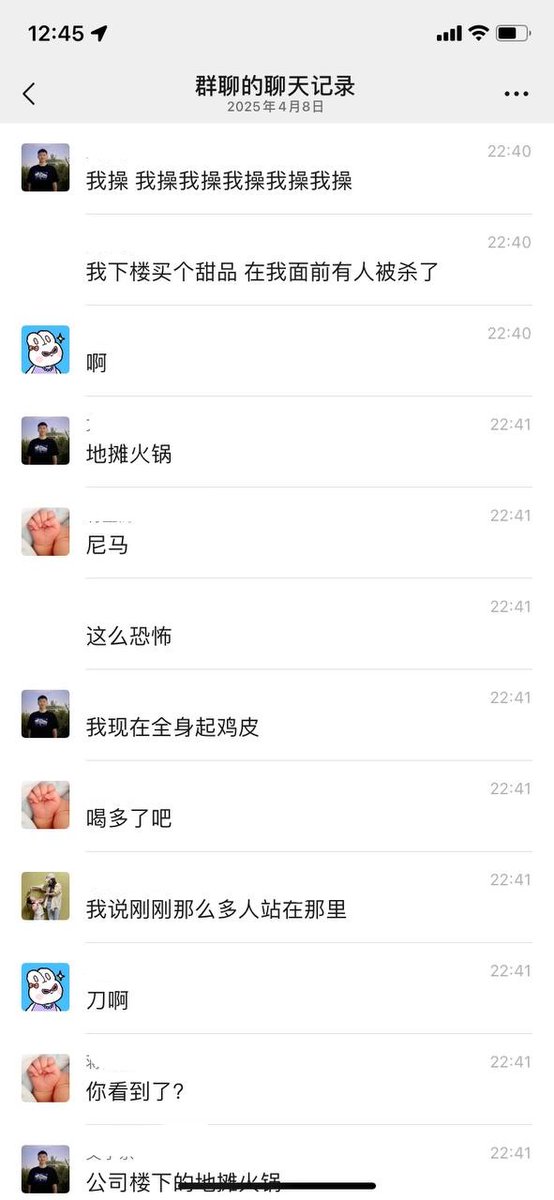 12:45
群聊的聊天记录
2025年4月8日
22:40
我操 我操我操我操我操我操
22:40
我下楼买个甜品 在我面前有人被杀了
22:40
啊
22:41
地摊火锅
22:41
尼马
22:41
这么恐怖
22:41
我现在全身起鸡皮
22:41
喝多了吧
22:41
我说刚刚那么多人站在那里
22:41
刀啊
22:41
你看到了？
22:41
公司楼下的地摊火锅